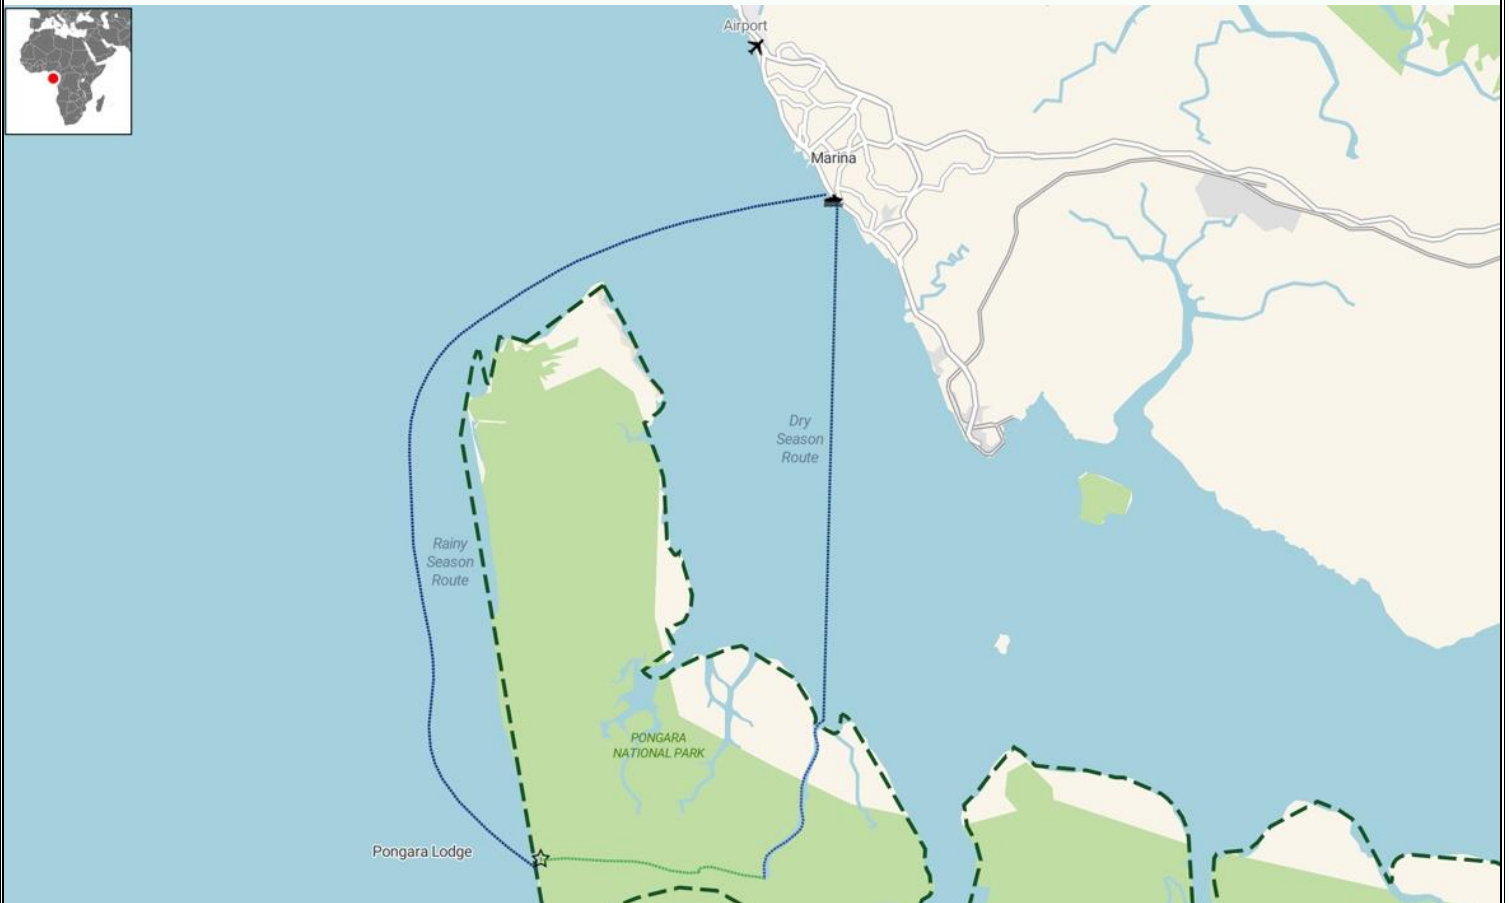 Airport
Marina
Dry
Season
Route
Rainy
Season
Route
PONGARA
NATIONAL PARK
Pongara Lodge